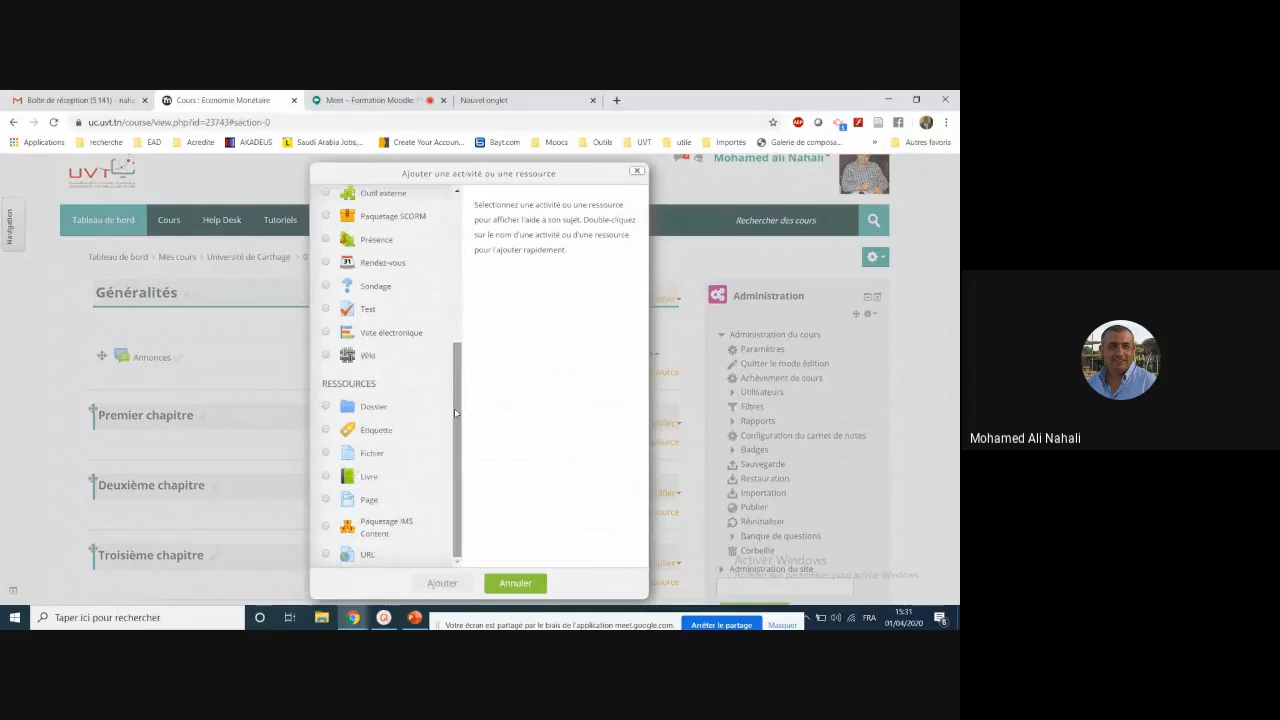 Boîte de réception (5 141) - naha
Cours : Economie Monétaire
Meet – Formation Moodle:
Nouvel onglet
uc.uvt.tn/course/view.php?id=23743#section-0
Applications
recherche
EAD
Acredite
AKADEUS
Saudi Arabia Jobs,...
Create Your Accoun...
Bayt.com
Moocs
Outils
UVT
utile
Importés
Galerie de composa...
»
Autres favoris
UVT
Mohamed ali Nahali
Navigation
Tableau de bord
Cours
Help Desk
Tutoriels
Rechercher des cours
Tableau de bord
Mes cours
Université de Carthage
Ajouter une activité ou une ressource
Outil externe
Paquetage SCORM
Présence
31
Rendez-vous
Sondage
Test
Vote électronique
Wiki
RESSOURCES
Dossier
Étiquette
Fichier
Livre
Page
Paquetage IMS
Content
URL
Sélectionnez une activité ou une ressource
pour afficher l'aide à son sujet. Double-cliquez
sur le nom d'une activité ou d'une ressource
pour l'ajouter rapidement.
Ajouter
Annuler
Généralités
Annonces
Premier chapitre
Deuxième chapitre
Troisième chapitre
Administration
Administration du cours
Paramètres
Quitter le mode édition
Achèvement de cours
Utilisateurs
Filtres
Rapports
Configuration du carnet de notes
Badges
Sauvegarde
Restauration
Importation
Publier
Réinitialiser
Banque de questions
Corbeille
Administration du site
Activer Windows
Accédez aux paramètres pour activer Windows.
Taper ici pour rechercher
Votre écran est partagé par le biais de l'application meet.google.com.
Arrêter le partage
Masquer
FRA
15:31
01/04/2020
Mohamed Ali Nahali